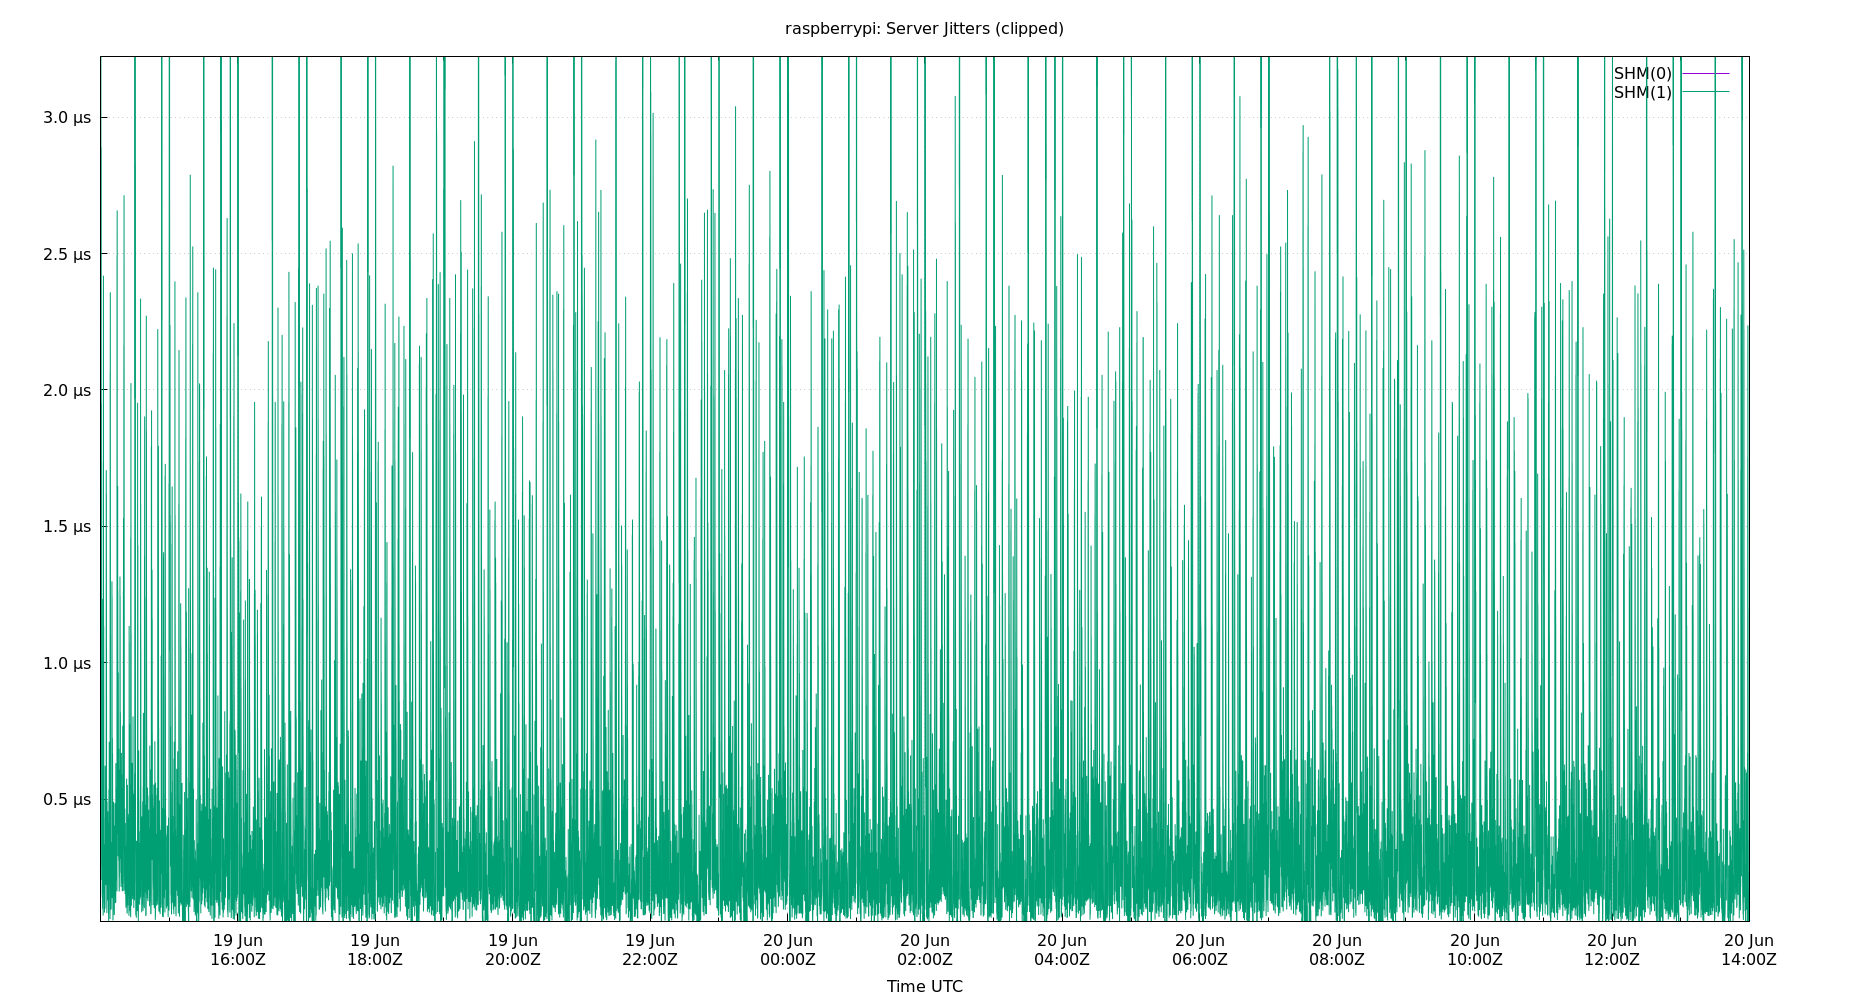 raspberrypi: Server Jitters (clipped)
SHM(0)
SHM(1)
3.0 µs
2.5 µs
2.0 µs
1.5 µs
1.0 µs
0.5 µs
19 Jun 19 Jun 19 Jun 19 Jun 20 Jun 20 Jun 20 Jun 20 Jun 20 Jun 20 Jun 20 Jun 20 Jun
16:00Z 18:00Z 20:00Z 22:00Z 00:00Z 02:00Z 04:00Z 06:00Z 08:00Z 10:00Z 12:00Z 14:00Z
Time UTC